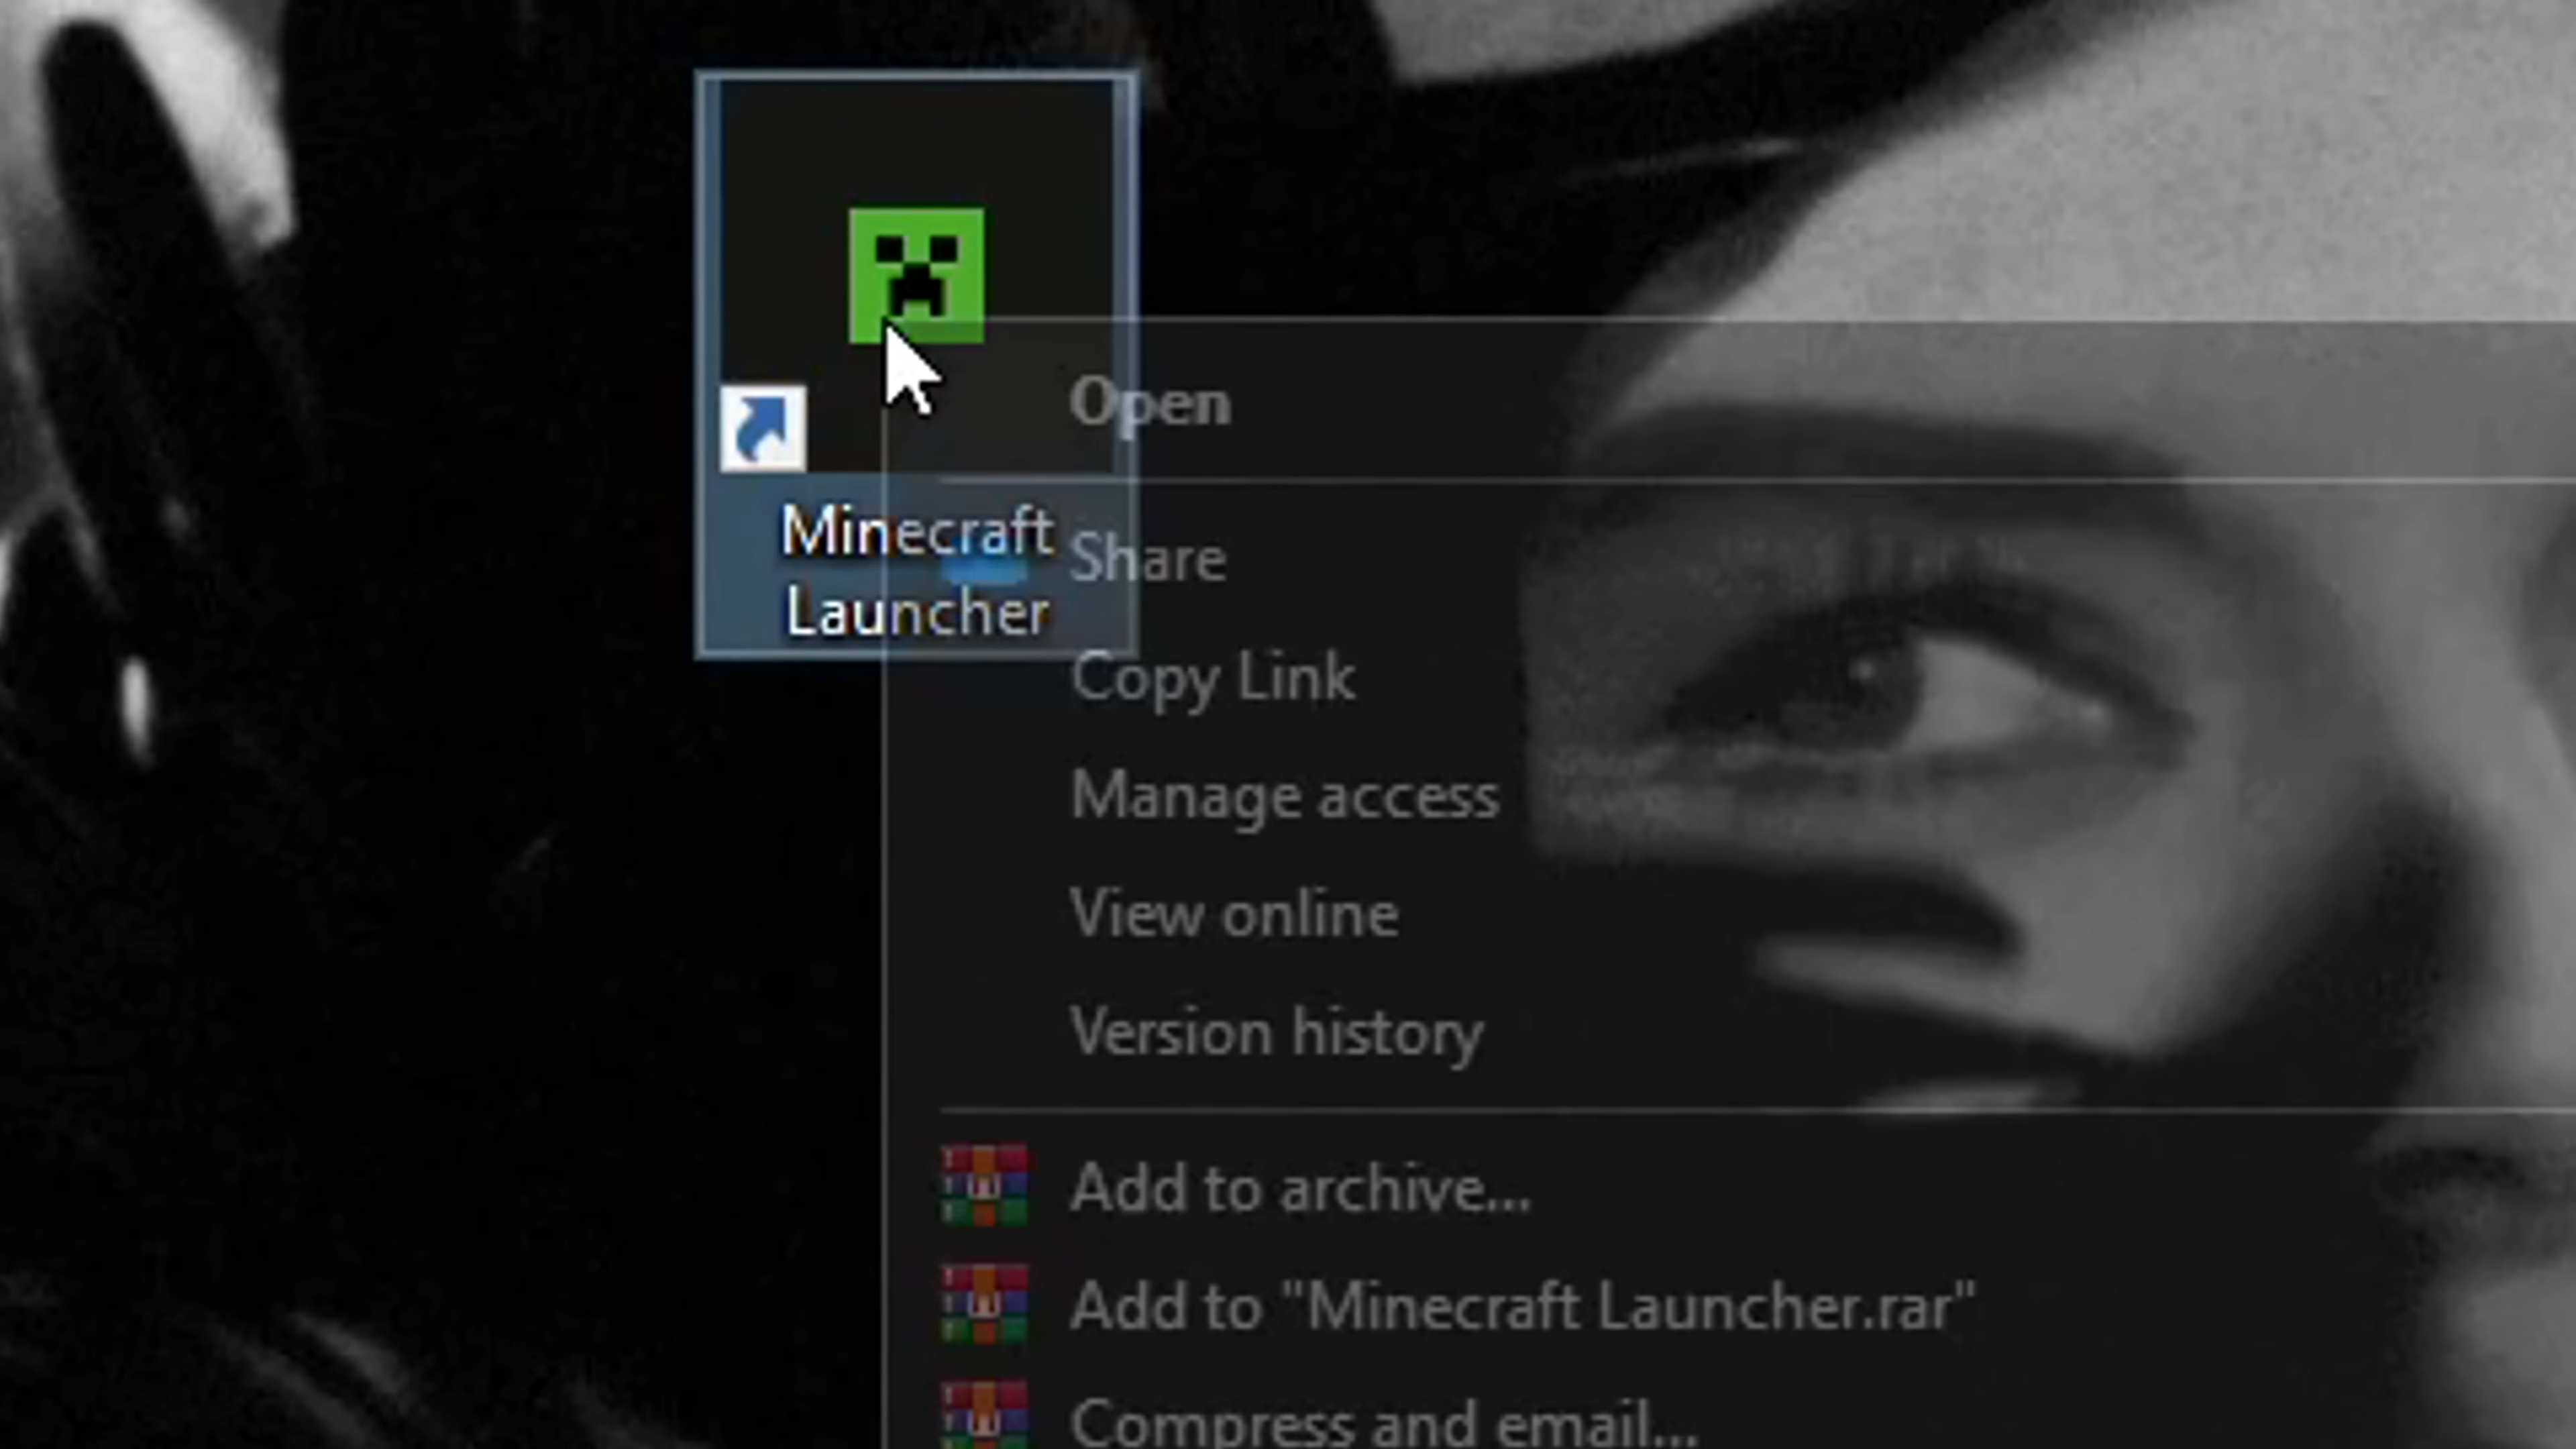 Minecraft
Launcher
Open
Share
Copy Link
Manage access
View online
Version history
Add to archive...
Add to "Minecraft Launcher.rar"
Compress and email...